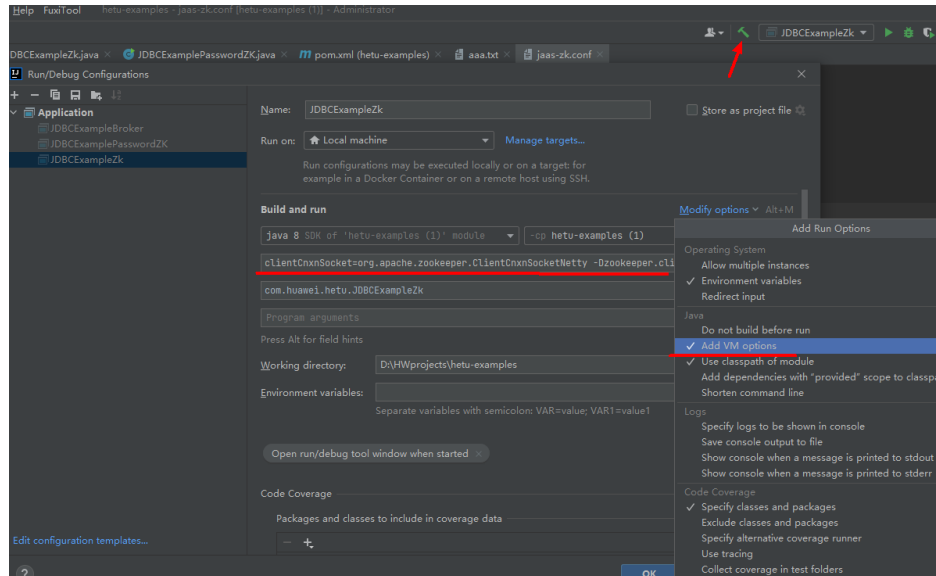 Help FuxiTool hetu-examples - jaas-zk.conf [hetu-examples (1)] - Administrator
JDBCExampleZk
DBCExampleZk.java JDBCExamplePasswordZK.java pom.xml (hetu-examples) aaa.txt jaas-zk.conf
Run/Debug Configurations
Application
JDBCExampleBroker
JDBCExamplePasswordZK
JDBCExampleZk
Edit configuration templates...
Name: JDBCExampleZk Store as project file
Run on: Local machine Manage targets...
Run configurations may be executed locally or on a target: for
example in a Docker Container or on a remote host using SSH.
Build and run Modify options Alt+M
java 8 SDK of 'hetu-examples (1)' module -cp hetu-examples (1)
clientCnxnSocket=org.apache.zookeeper.ClientCnxnSocketNetty -Dzookeeper.cli
com.huawei.hetu.JDBCExampleZk
Program arguments
Press Alt for field hints
Working directory: D:\HWprojects\hetu-examples
Environment variables:
Separate variables with semicolon: VAR=value; VAR1=value1
Open run/debug tool window when started
Code Coverage
Packages and classes to include in coverage data
OK
Add Run Options
Operating System
Allow multiple instances
Environment variables
Redirect input
Java
Do not build before run
Add VM options
Use classpath of module
Add dependencies with "provided" scope to classpa
Shorten command line
Logs
Specify logs to be shown in console
Save console output to file
Show console when a message is printed to stdout
Show console when a message is printed to stderr
Code Coverage
Specify classes and packages
Exclude classes and packages
Specify alternative coverage runner
Use tracing
Collect coverage in test folders